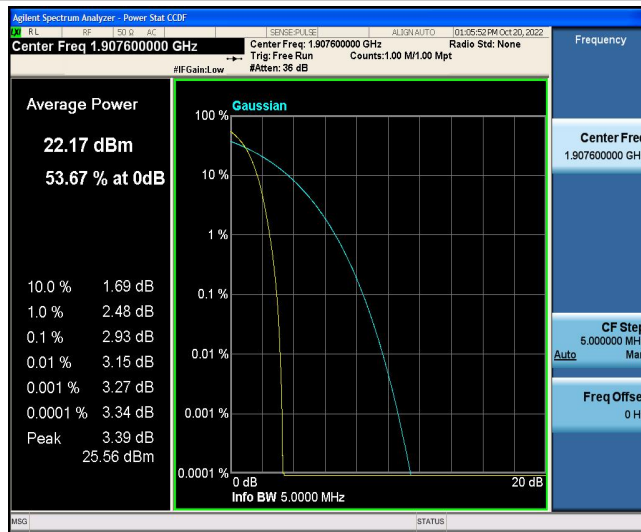 Agilent Spectrum Analyzer - Power Stat CCDF
LXI RL RF 50 Ω AC SENSE:PULSE ALIGN AUTO 01:05:52 PM Oct 20, 2022
Center Freq 1.907600000 GHz
Center Freq: 1.907600000 GHz Radio Std: None
Trig: Free Run Counts:1.00 M/1.00 Mpt
#IFGain:Low #Atten: 36 dB
Frequency
Average Power
22.17 dBm
53.67 % at 0dB
10.0 % 1.69 dB
1.0 % 2.48 dB
0.1 % 2.93 dB
0.01 % 3.15 dB
0.001 % 3.27 dB
0.0001 % 3.34 dB
Peak 3.39 dB
25.56 dBm
Gaussian
100 %
10 %
1 %
0.1 %
0.01 %
0.001 %
0.0001 %
0 dB 20 dB
Info BW 5.0000 MHz
Center Fre
1.907600000 GH
CF Step
5.000000 MH
Auto Ma
Freq Offse
0 H
MSG STATUS